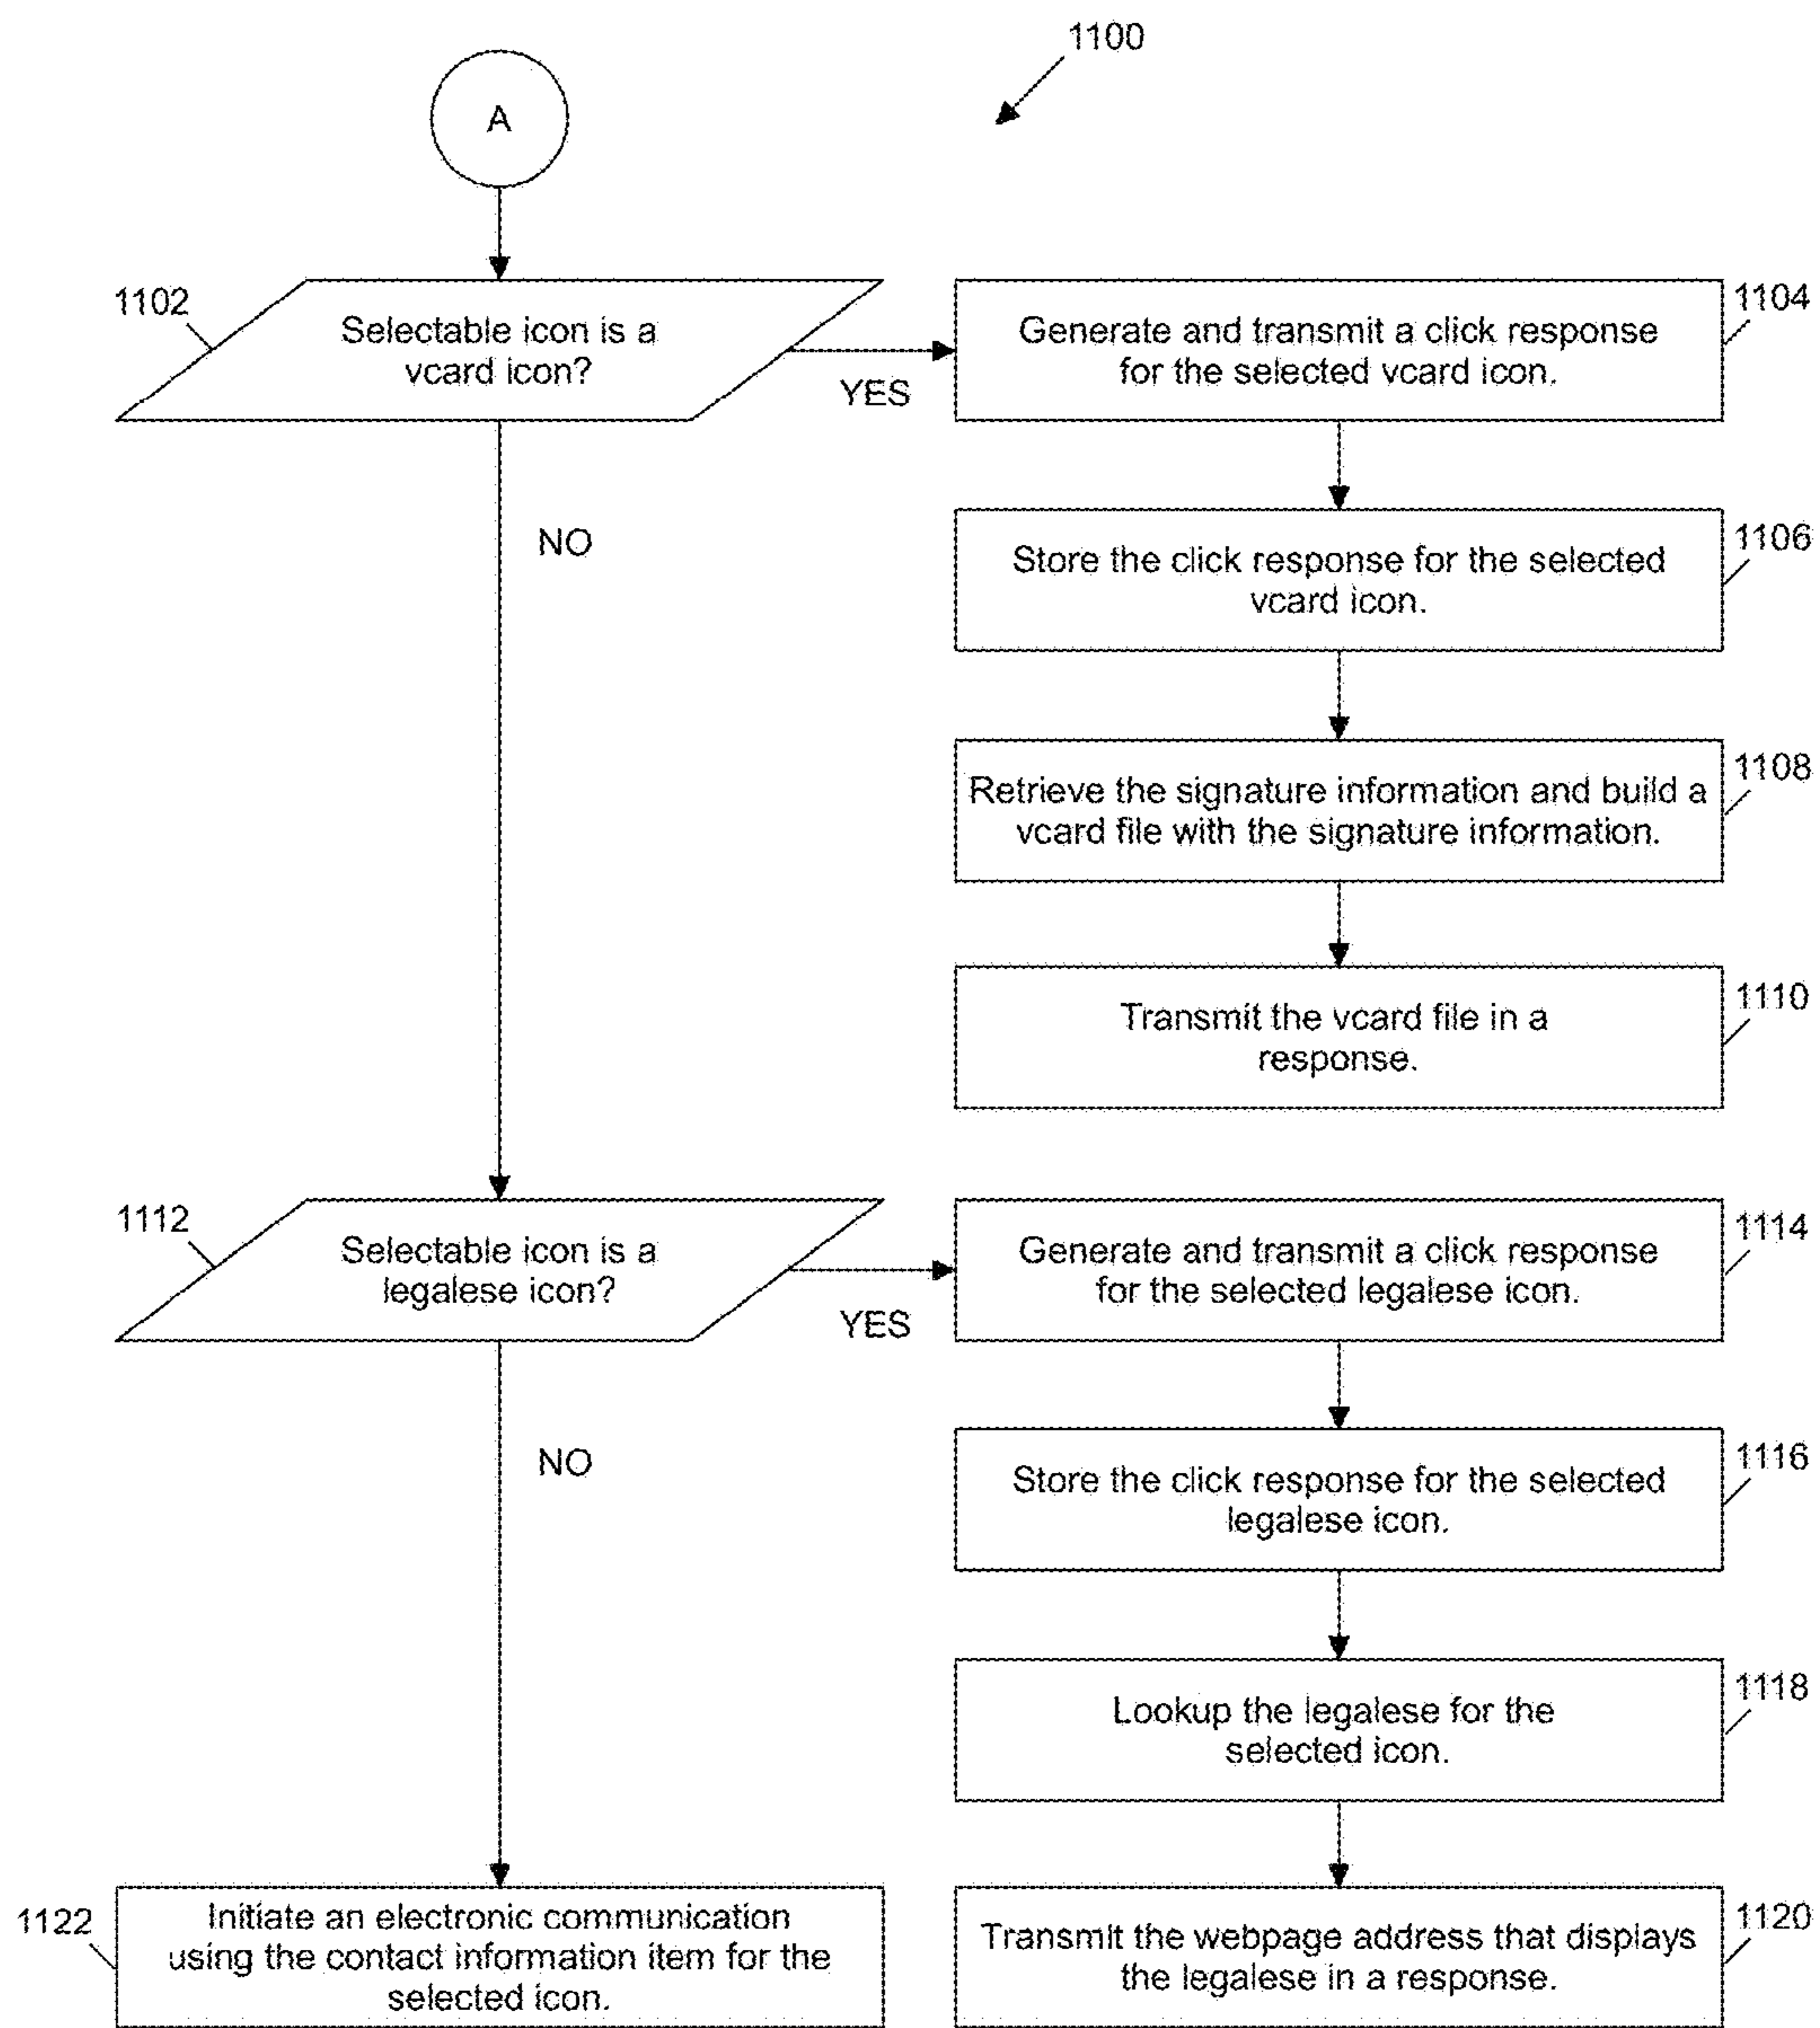 1100
A
1102
Selectable icon is a
vcard icon?
YES
NO
1104
Generate and transmit a click response
for the selected vcard icon.
1106
Store the click response for the selected
vcard icon.
1108
Retrieve the signature information and build a
vcard file with the signature information.
1110
Transmit the vcard file in a
response.
1112
Selectable icon is a
legalese icon?
YES
NO
1114
Generate and transmit a click response
for the selected legalese icon.
1116
Store the click response for the selected
legalese icon.
1118
Lookup the legalese for the
selected icon.
1120
Transmit the webpage address that displays
the legalese in a response.
1122
Initiate an electronic communication
using the contact information item for the
selected icon.